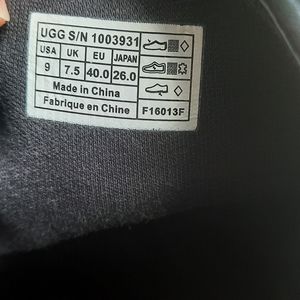 UGG S/N 1003931
USA UK EU JAPAN
9 7.5 40.0 26.0
Made in China
Fabrique en Chine F16013F